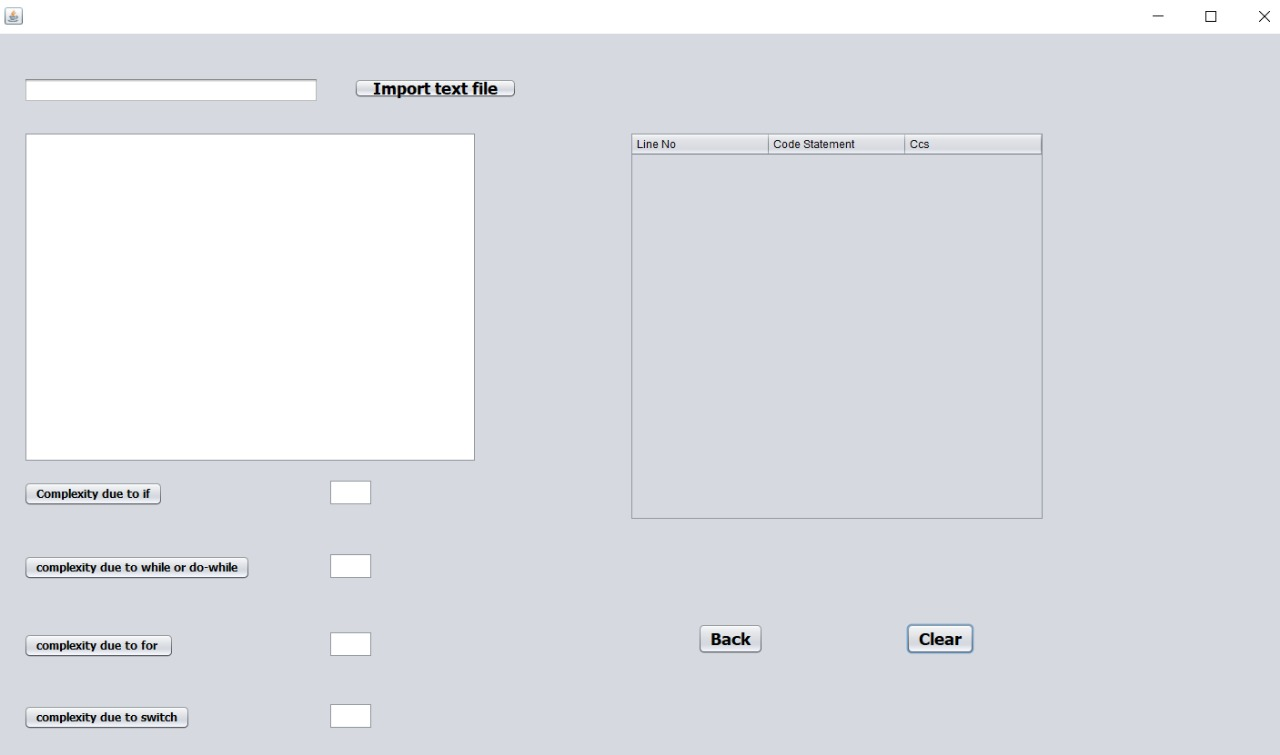 Import text file
Line No Code Statement Ccs
Complexity due to if
complexity due to while or do-while
complexity due to for
complexity due to switch
Back Clear